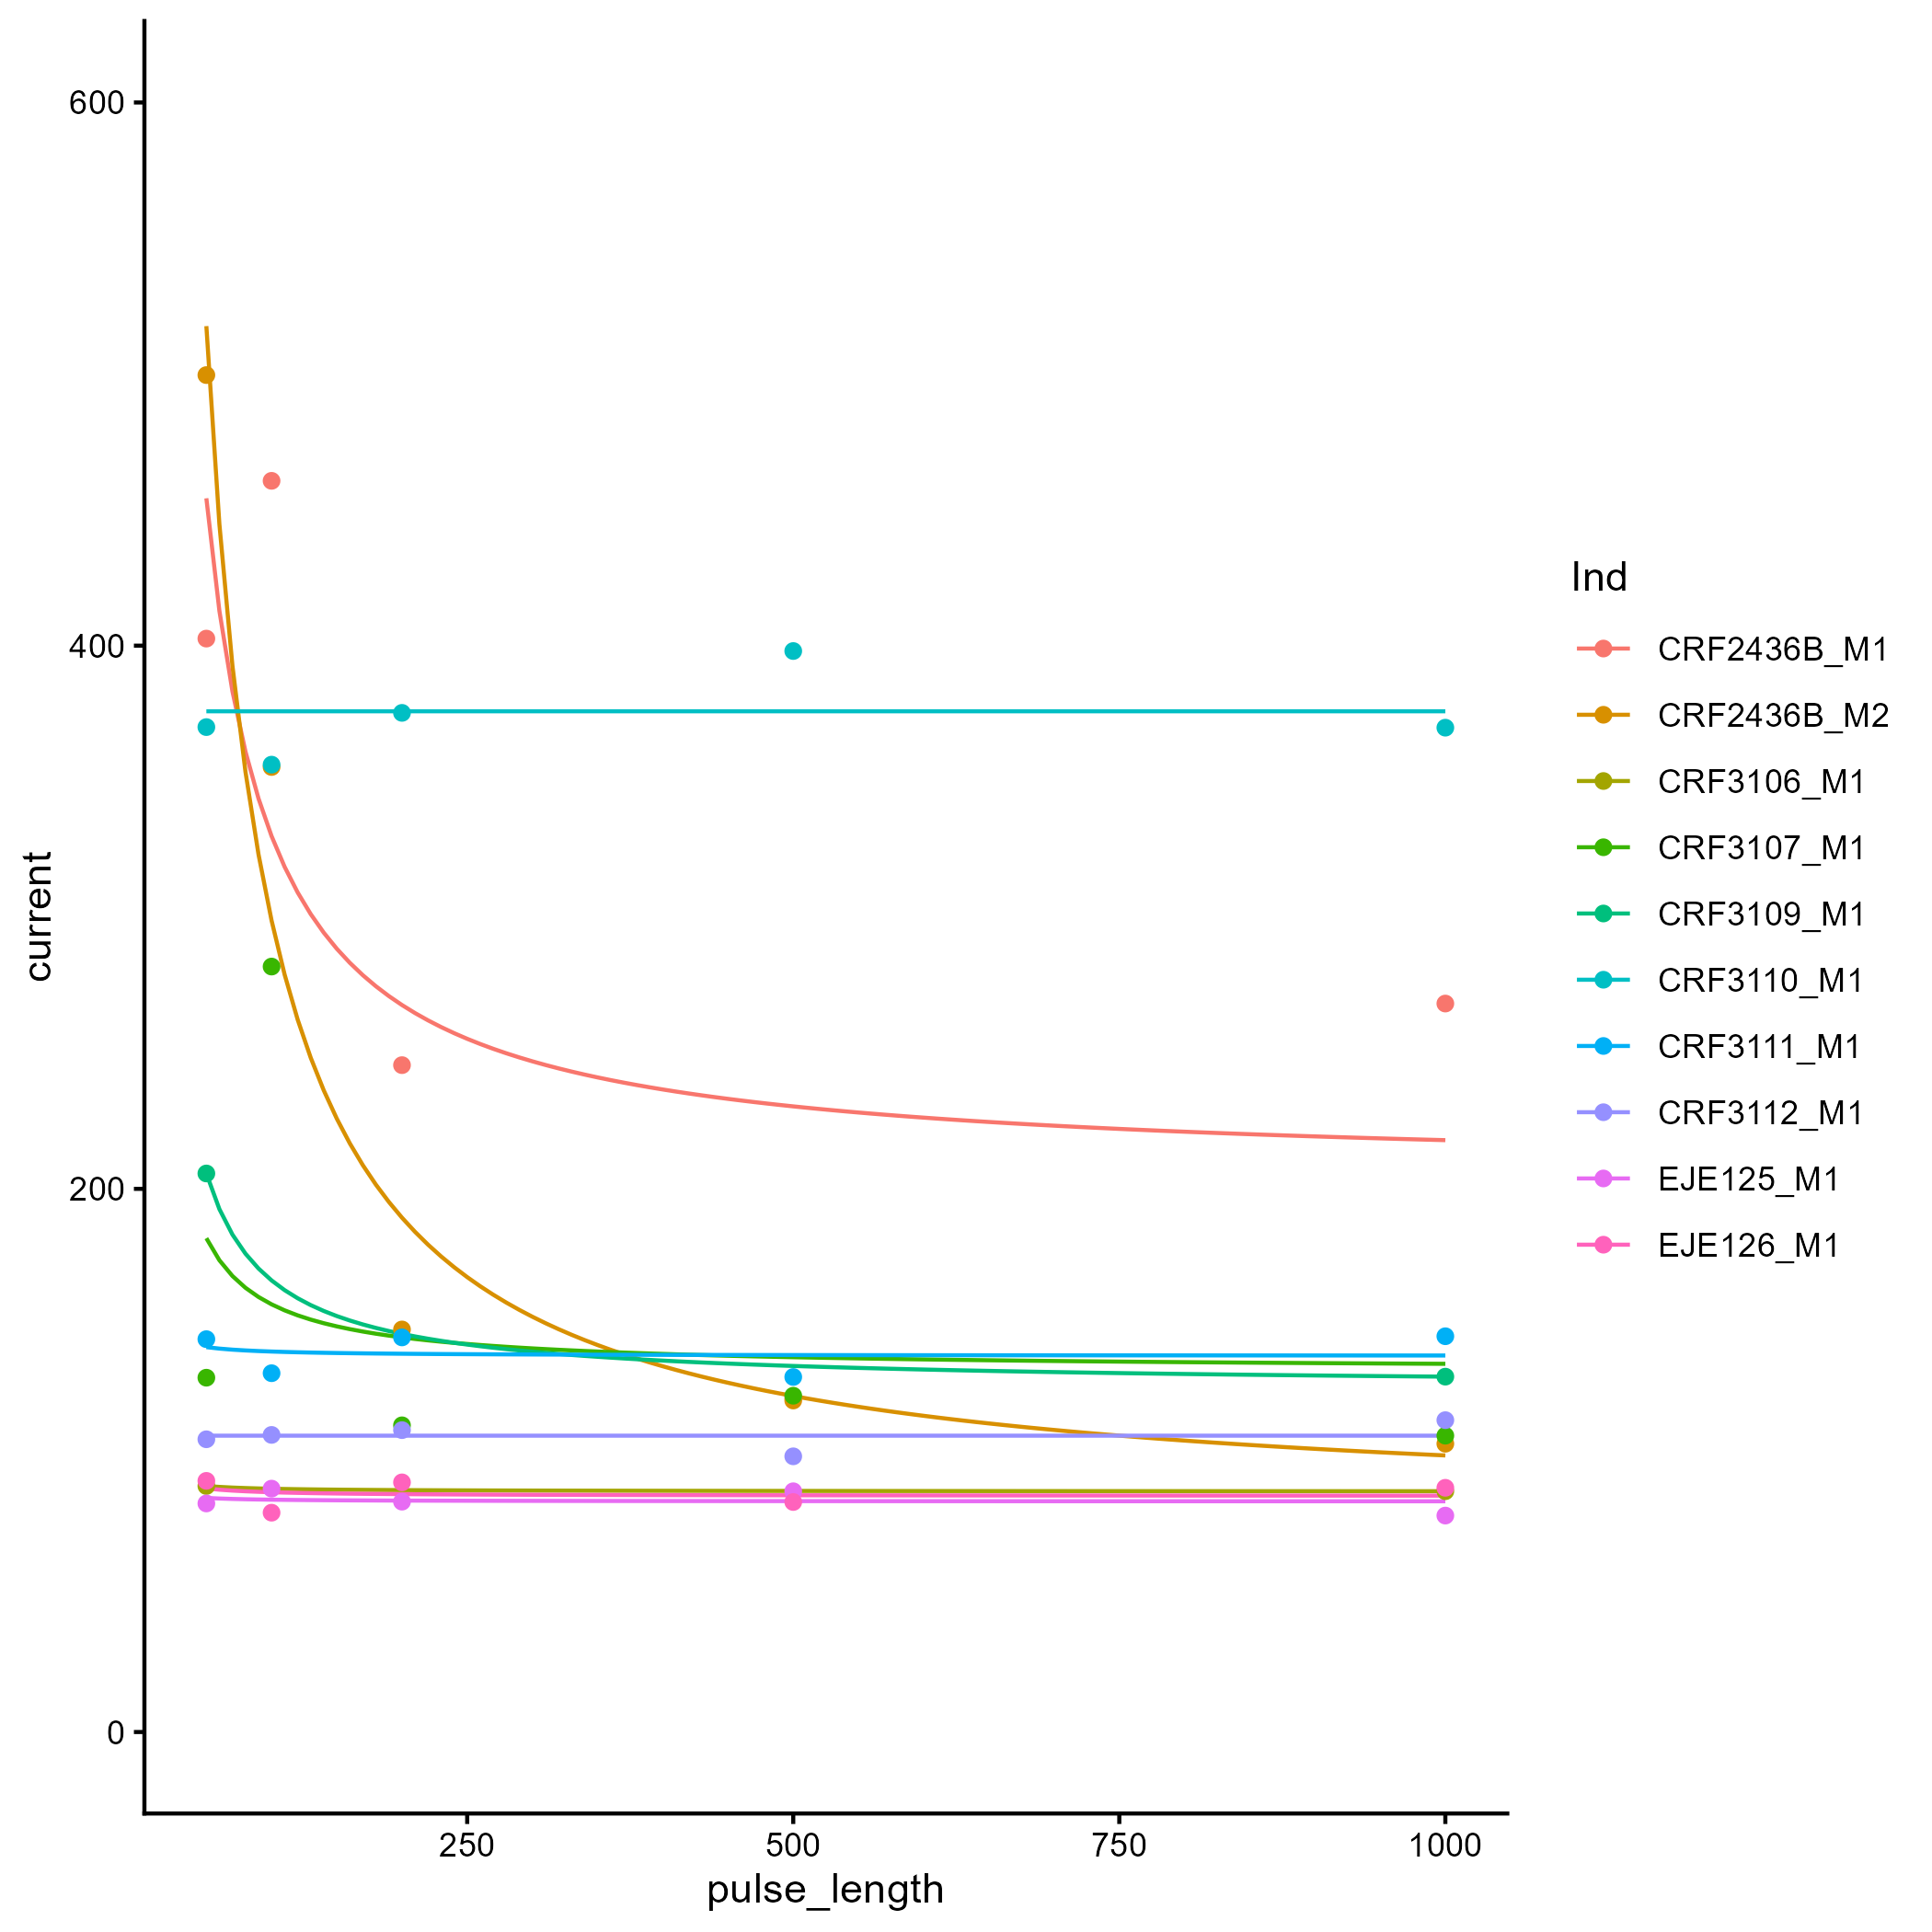 600
400
200
0
current
250
500
750
1000
pulse_length
Ind
CRF2436B_M1
CRF2436B_M2
CRF3106_M1
CRF3107_M1
CRF3109_M1
CRF3110_M1
CRF3111_M1
CRF3112_M1
EJE125_M1
EJE126_M1